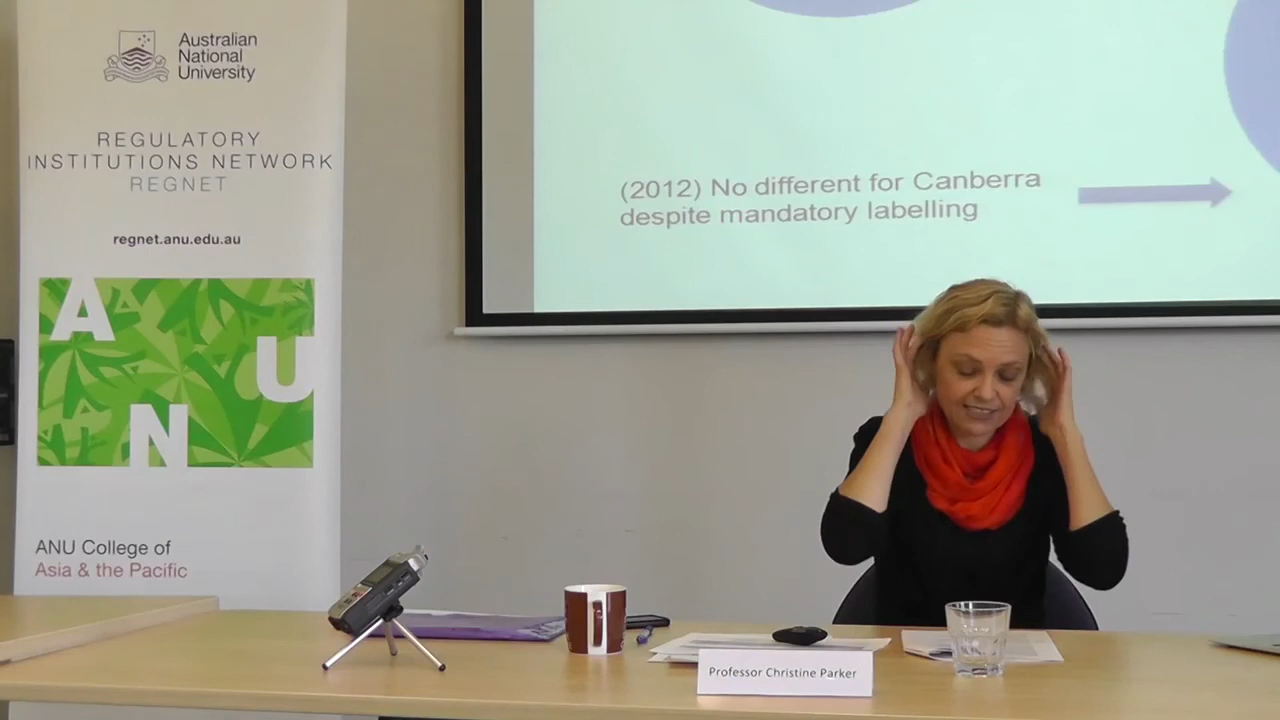 Australian
National
University
REGULATORY
INSTITUTIONS NETWORK
REGNET
regnet.anu.edu.au
A
U
N
ANU College of
Asia & the Pacific
(2012) No different for Canberra
despite mandatory labelling
Professor Christine Parker